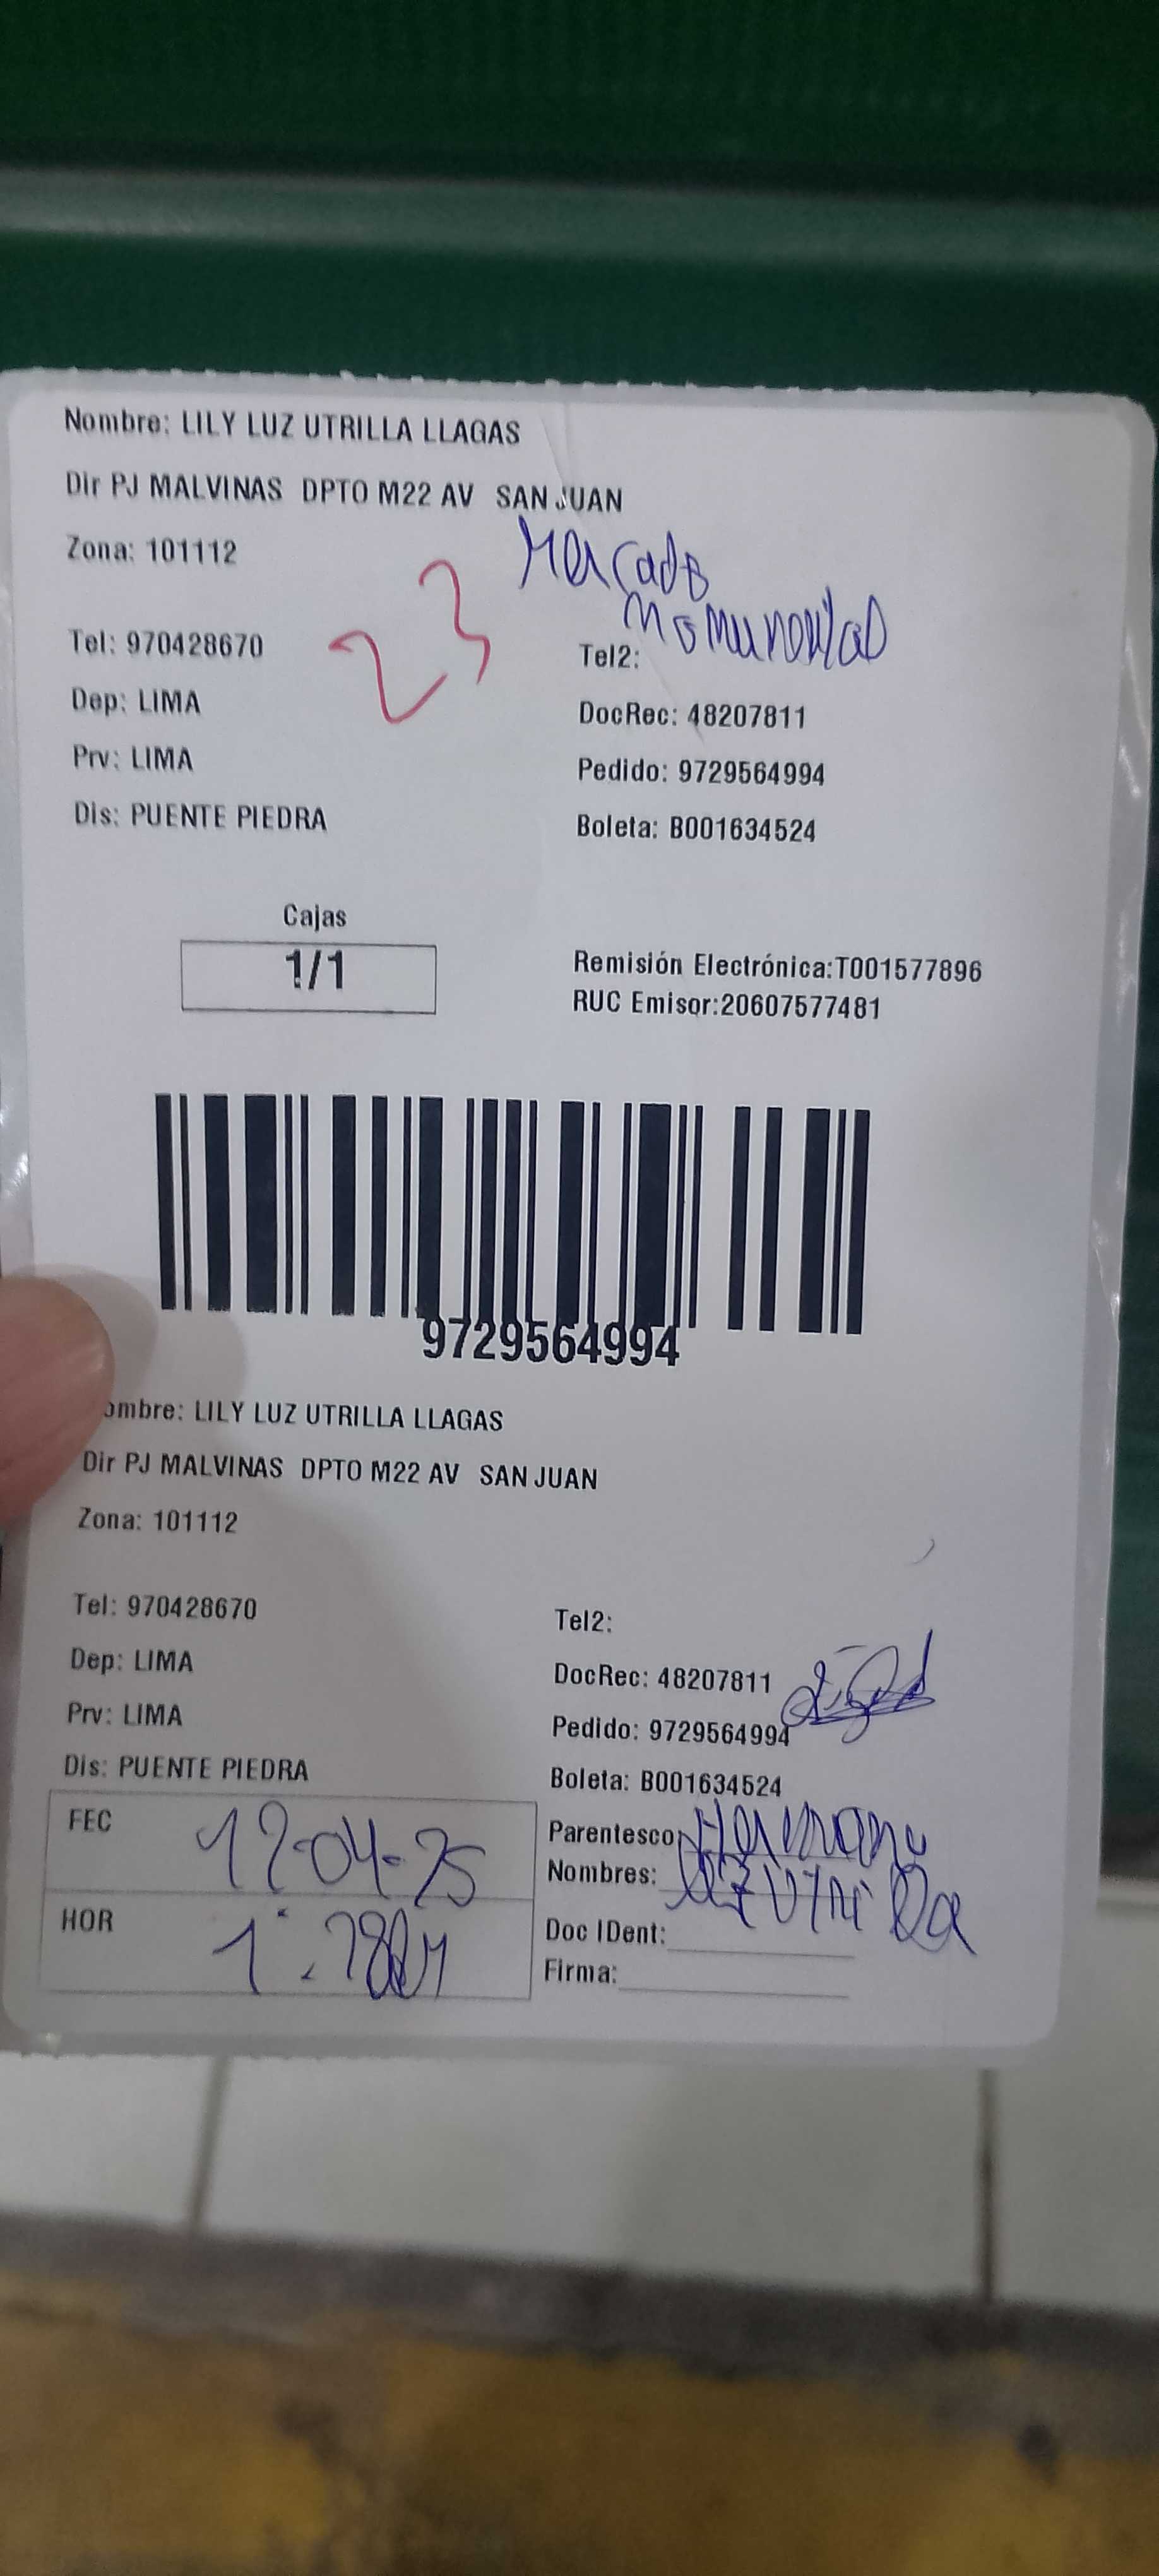 Nombre: LILY LUZ UTRILLA LLAGAS
Dir PJ MALVINAS DPTO M22 AV SAN JUAN
Zona: 101112
Mercado
23
Tel: 970428670
Tel2:
Dep: LIMA
DocRec: 48207811
Prv: LIMA
Pedido: 9729564994
Dis: PUENTE PIEDRA
Boleta: B001634524
Cajas
1/1
Remisión Electrónica:T001577896
RUC Emisor:20607577481
9729564994
ombre: LILY LUZ UTRILLA LLAGAS
Dir PJ MALVINAS DPTO M22 AV SAN JUAN
Zona: 101112
Tel: 970428670
Tel2:
Dep: LIMA
DocRec: 48207811
Prv: LIMA
Pedido: 9729564994
Dis: PUENTE PIEDRA
Boleta: B001634524
FEC
Parentesco: Hermano
Nombres: Luz Utrilla
HOR
Doc IDent:
Firma: